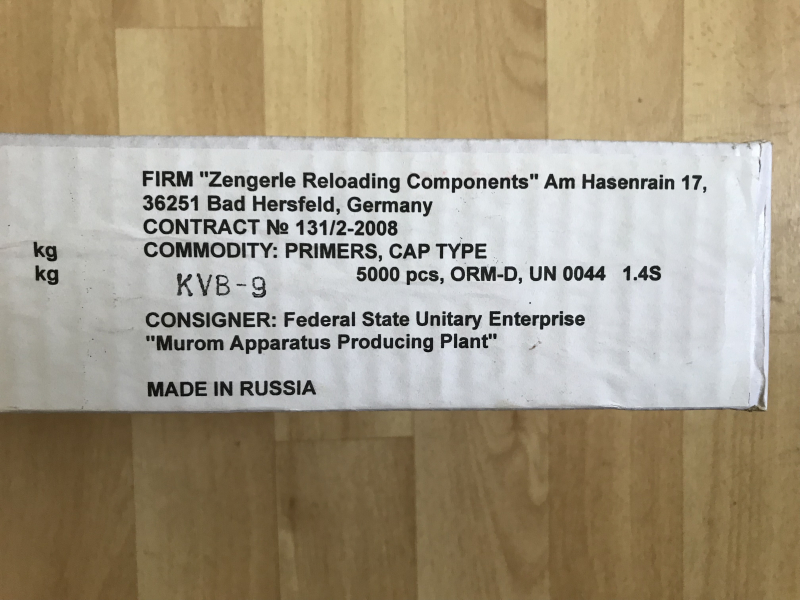 FIRM "Zengerle Reloading Components" Am Hasenrain 17,
36251 Bad Hersfeld, Germany
CONTRACT № 131/2-2008
kg COMMODITY: PRIMERS, CAP TYPE
kg KVB-9 5000 pcs, ORM-D, UN 0044 1.4S
CONSIGNER: Federal State Unitary Enterprise
"Murom Apparatus Producing Plant"
MADE IN RUSSIA